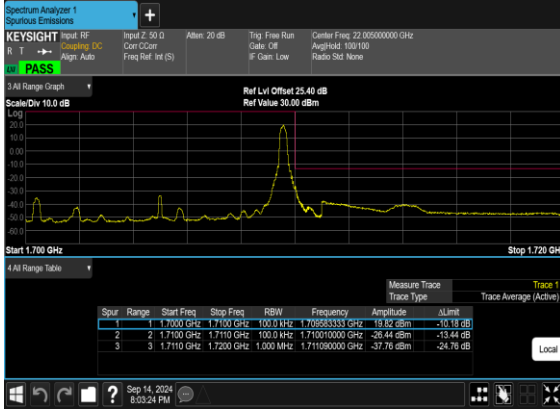 Spectrum Analyzer 1
Spurious Emissions
+
KEYSIGHT Input: RF Input Z: 50 Ω Atten: 20 dB Trig: Free Run Center Freq: 22.005000000 GHz
R T Coupling: DC Corr CCorr Gate: Off Avg|Hold: 100/100
Align: Auto Freq Ref: Int (S) IF Gain: Low Radio Std: None
PASS
3 All Range Graph
Ref Lvl Offset 25.40 dB
Scale/Div 10.0 dB Ref Value 30.00 dBm
Log
20.0
10.0
0.00
-10.0
-20.0
-30.0
-40.0
-50.0
-60.0
Start 1.700 GHz Stop 1.720 GH
4 All Range Table
Measure Trace Trace 1
Trace Type Trace Average (Active)
Spur Range Start Freq Stop Freq RBW Frequency Amplitude ΔLimit
1 1 1.7000 GHz 1.7100 GHz 100.0 kHz 1.709583333 GHz 19.82 dBm -10.18 dB
2 2 1.7100 GHz 1.7110 GHz 100.0 kHz 1.710010000 GHz -26.44 dBm -13.44 dB
3 3 1.7110 GHz 1.7200 GHz 1.000 MHz 1.711090000 GHz -37.76 dBm -24.76 dB
Local
? Sep 14, 2024
8:03:24 PM